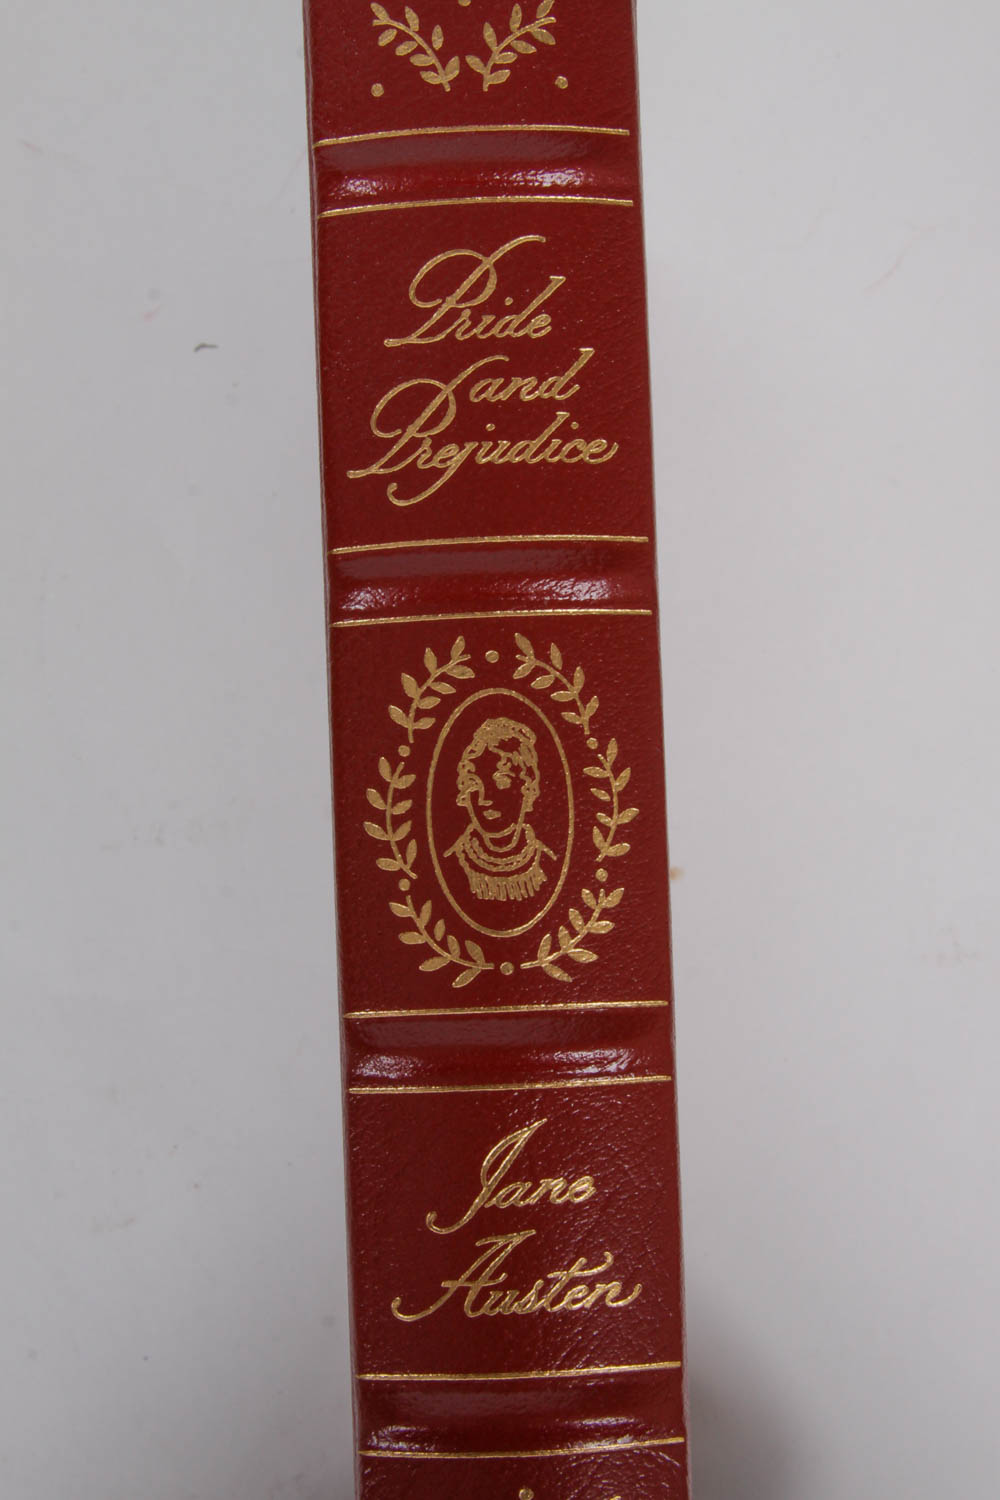 Pride
and
Prejudice
Jane
Austen